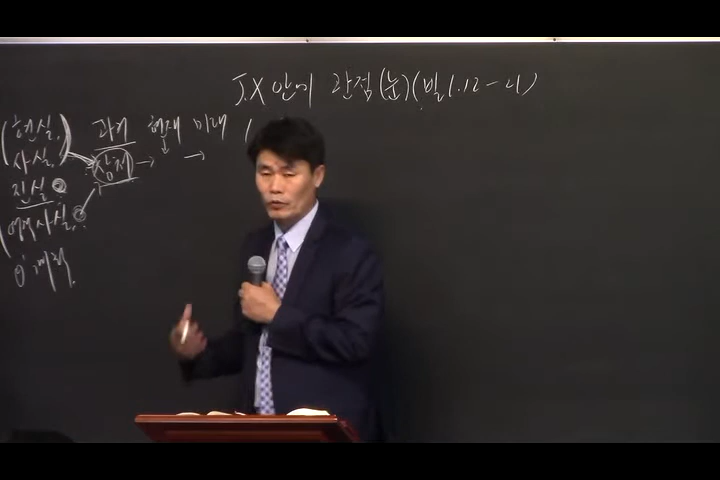 J.X 안에 관점(눈)(빌1.12-21)
현실, 과거 현재 미래
사실,
진실
사실,